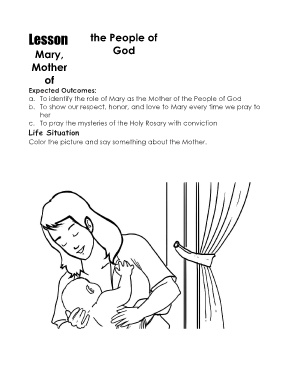 Lesson
Mary,
Mother
of
the People of
God
Expected Outcomes:
a. To identify the role of Mary as the Mother of the People of God
b. To show our respect, honor, and love to Mary every time we pray to
her
c. To pray the mysteries of the Holy Rosary with conviction
Life Situation
Color the picture and say something about the Mother.